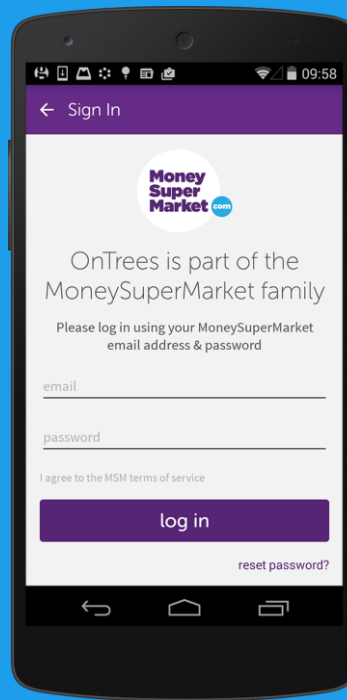 09:58
Sign In
Money
Super
Market com
OnTrees is part of the
MoneySuperMarket family
Please log in using your MoneySuperMarket
email address & password
email
password
I agree to the MSM terms of service
log in
reset password?